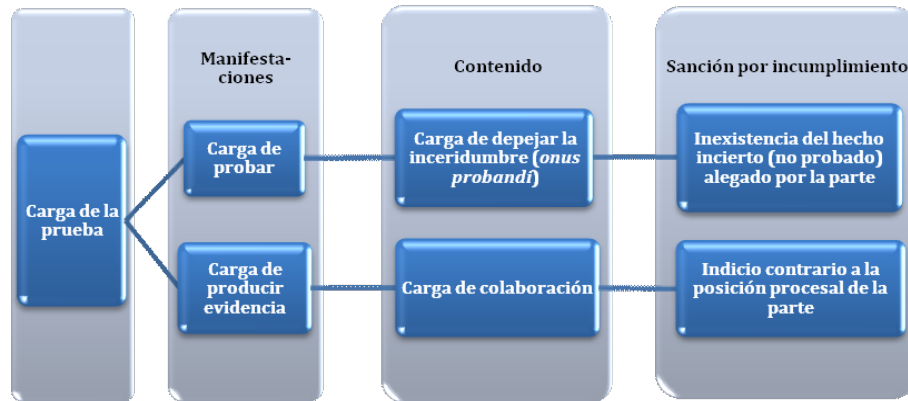 Manifesta-
ciones
Contenido
Sanción por incumplimiento
Carga de la
prueba
Carga de
probar
Carga de depejar la
inceridumbre (onus
probandi)
Inexistencia del hecho
incierto (no probado)
alegado por la parte
Carga de
producir
evidencia
Carga de colaboración
Indicio contrario a la
posición procesal de la
parte